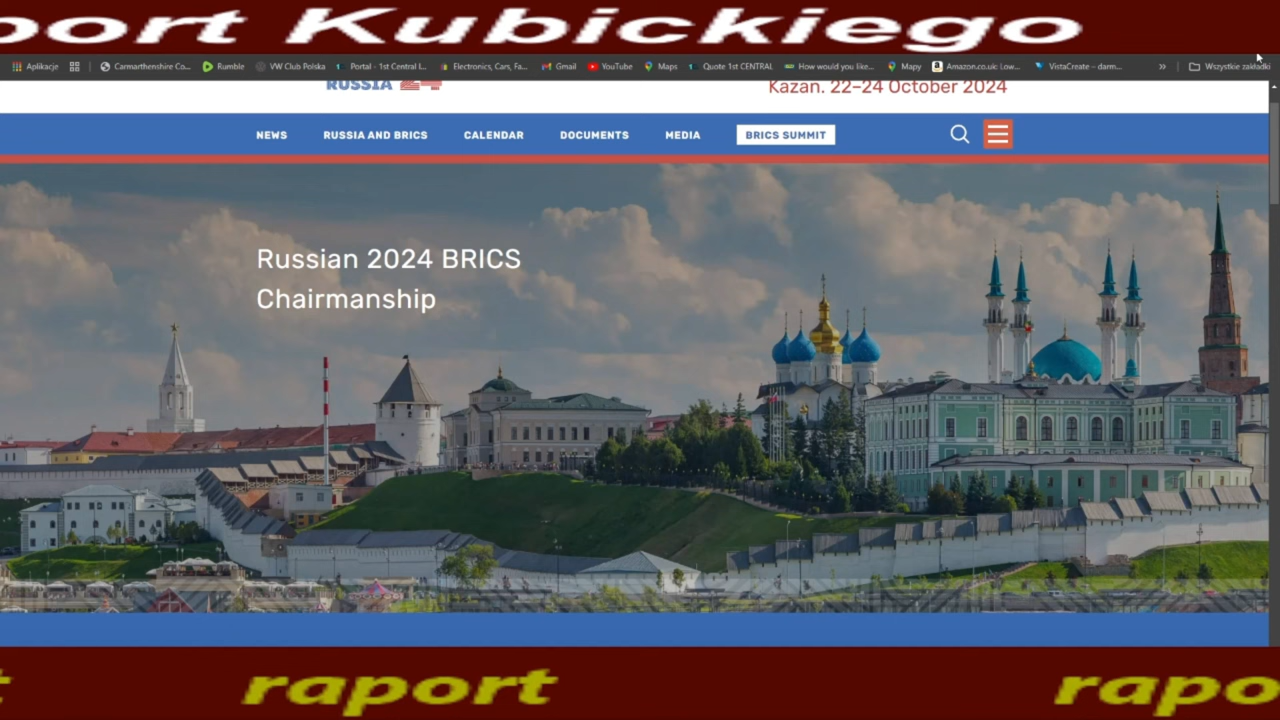 port Kubickiego
Aplikacje Carmarthenshire Co... Rumble VW Club Polska Portal - 1st Central I... Electronics, Cars, Fa... Gmail YouTube Maps Quote 1st CENTRAL How would you like... Mapy Amazon.co.uk: Low... VistaCreate – darm... » Wszystkie zakładki
RUSSIA 24
Kazan. 22–24 October 2024
NEWS RUSSIA AND BRICS CALENDAR DOCUMENTS MEDIA BRICS SUMMIT
Russian 2024 BRICS
Chairmanship
t raport rapo